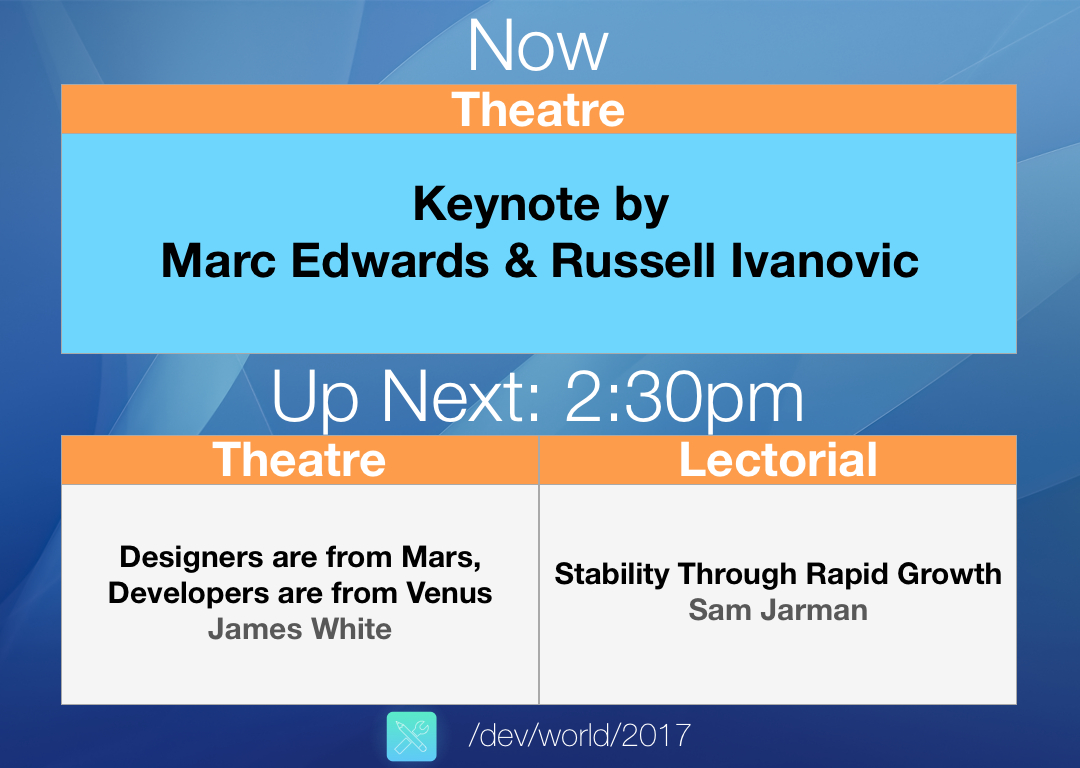 Now
Theatre
Keynote by
Marc Edwards & Russell Ivanovic
Up Next: 2:30pm
Theatre
Lectorial
Designers are from Mars,
Developers are from Venus
James White
Stability Through Rapid Growth
Sam Jarman
/dev/world/2017